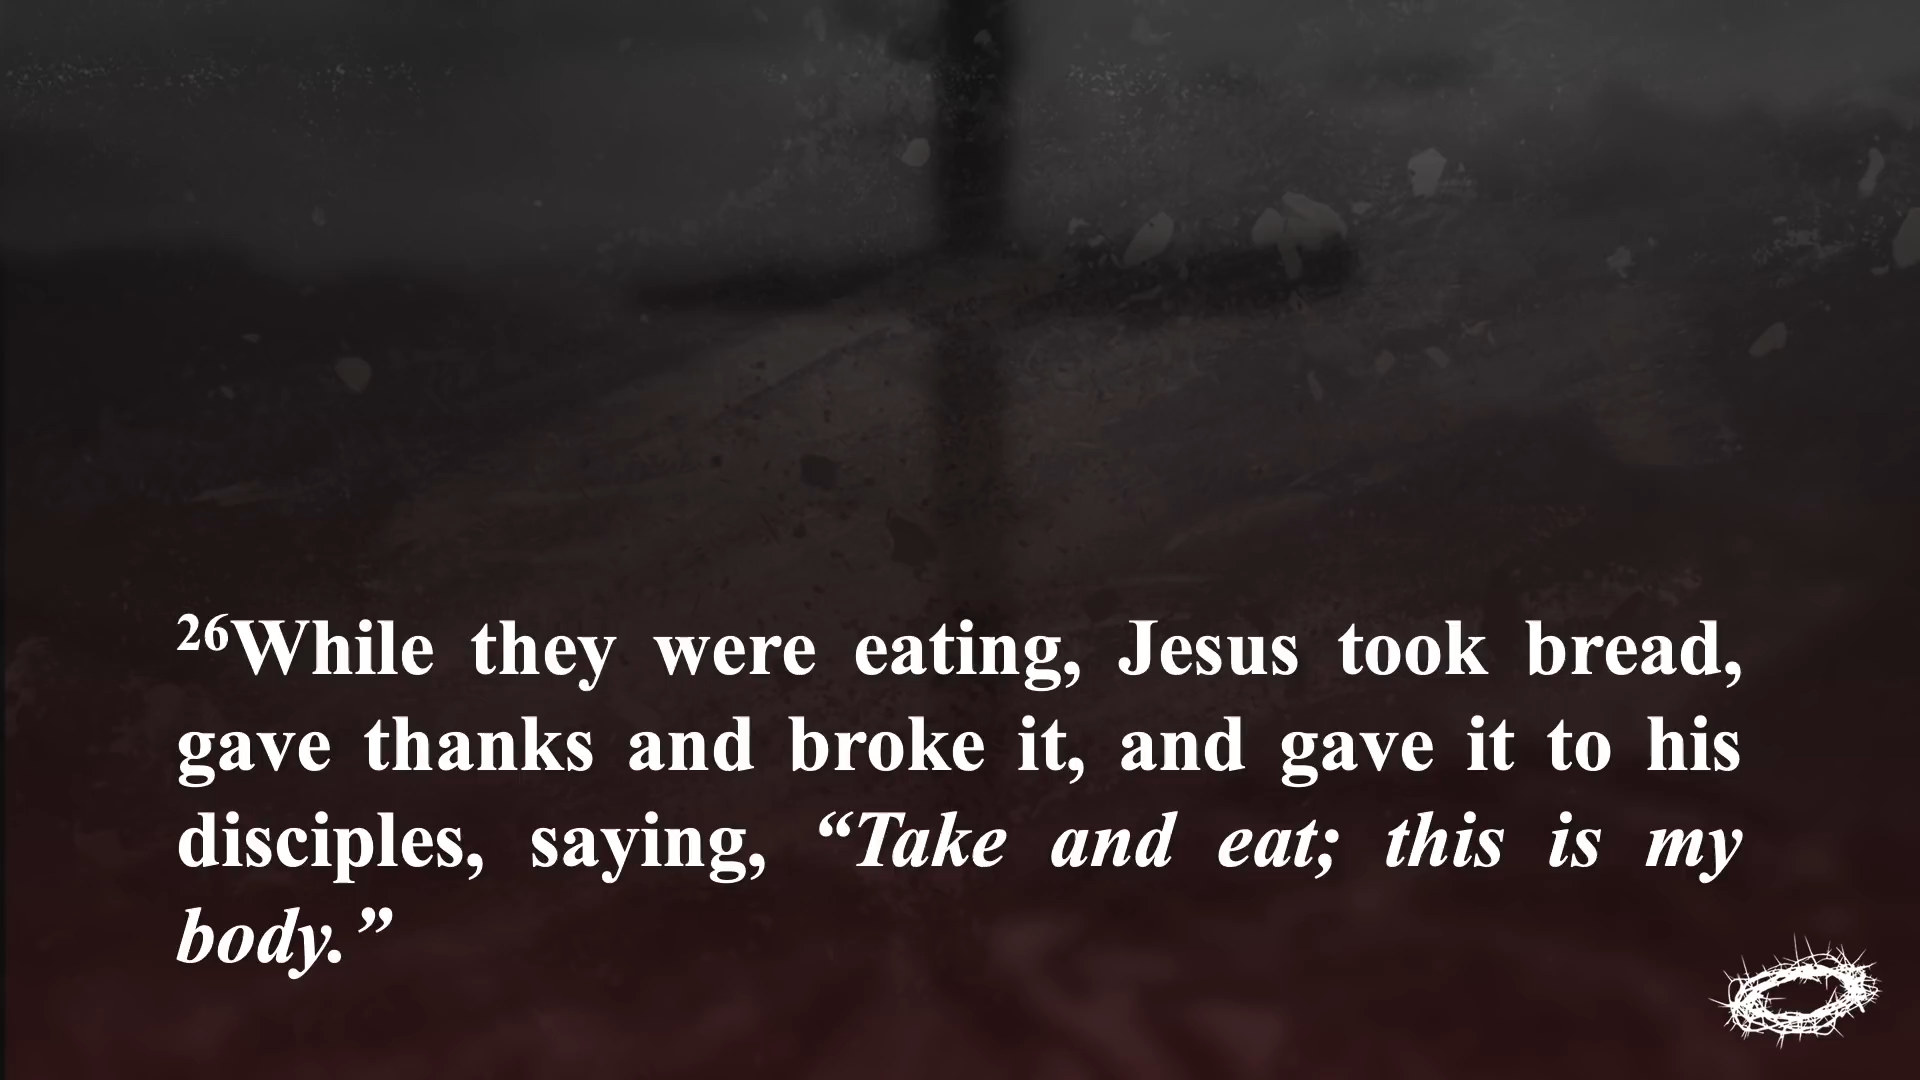 ²⁶While they were eating, Jesus took bread,
gave thanks and broke it, and gave it to his
disciples, saying, “Take and eat; this is my
body.”